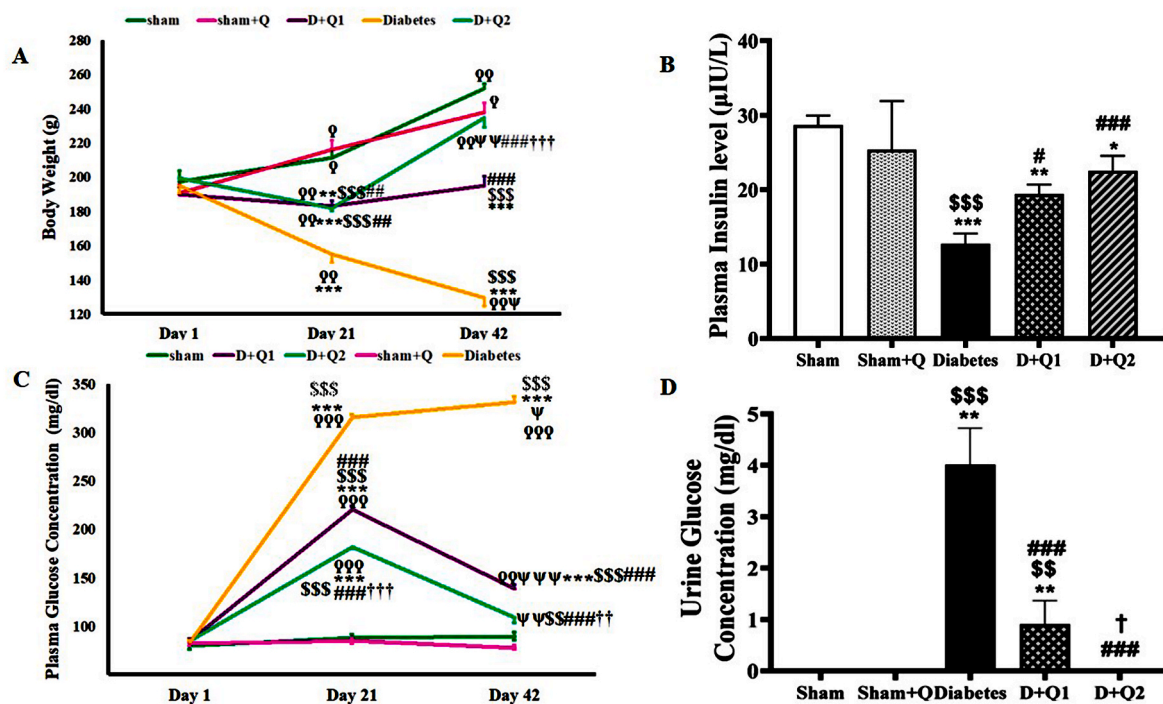 sham sham+Q D+Q1 Diabetes D+Q2
A
Body Weight (g)
280
260
240
220
200
180
160
140
120
ϙϙ
ϙ
ϙ
ϙ
ϙϙψψ###†††
ϙϙ**$$$##
ϙϙ***$$$##
###
$$$
***
ϙϙ
***
$$$
***
ϙϙψ
Day 1 Day 21 Day 42
B
Plasma Insulin level (µIU/L)
40
30
20
10
0
$$$
***
#
**
###
*
Sham Sham+Q Diabetes D+Q1 D+Q2
sham D+Q1 D+Q2 sham+Q Diabetes
C
Plasma Glucose Concentration (mg/dl)
350
300
250
200
150
100
$$$
***
ϙϙϙ
$$$
***
ψ
ϙϙϙ
###
$$$
***
ϙϙϙ
ϙϙϙ
***
$$$ ###†††
ϙϙψψψ***$$$###
ψψ$$###††
Day 1 Day 21 Day 42
D
Urine Glucose
Concentration (mg/dl)
5
4
3
2
1
0
$$$
**
###
$$
**
†
###
Sham Sham+Q Diabetes D+Q1 D+Q2